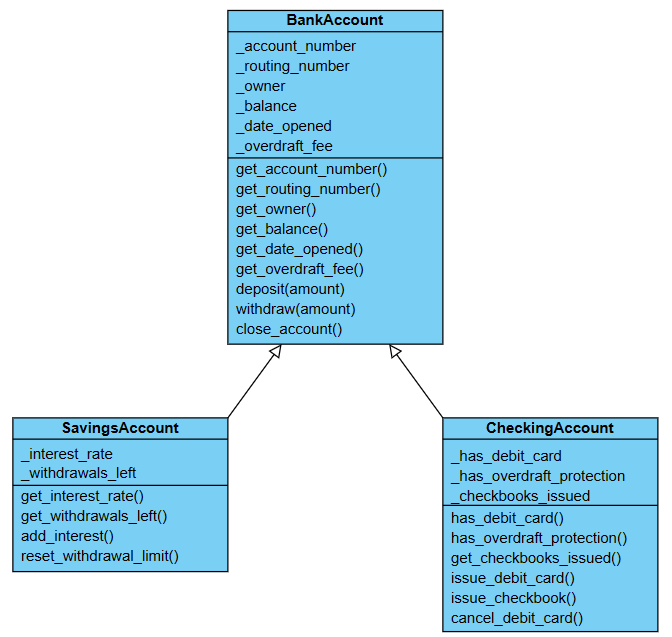 BankAccount
_account_number
_routing_number
_owner
_balance
_date_opened
_overdraft_fee
get_account_number()
get_routing_number()
get_owner()
get_balance()
get_date_opened()
get_overdraft_fee()
deposit(amount)
withdraw(amount)
close_account()
SavingsAccount
_interest_rate
_withdrawals_left
get_interest_rate()
get_withdrawals_left()
add_interest()
reset_withdrawal_limit()
CheckingAccount
_has_debit_card
_has_overdraft_protection
_checkbooks_issued
has_debit_card()
has_overdraft_protection()
get_checkbooks_issued()
issue_debit_card()
issue_checkbook()
cancel_debit_card()